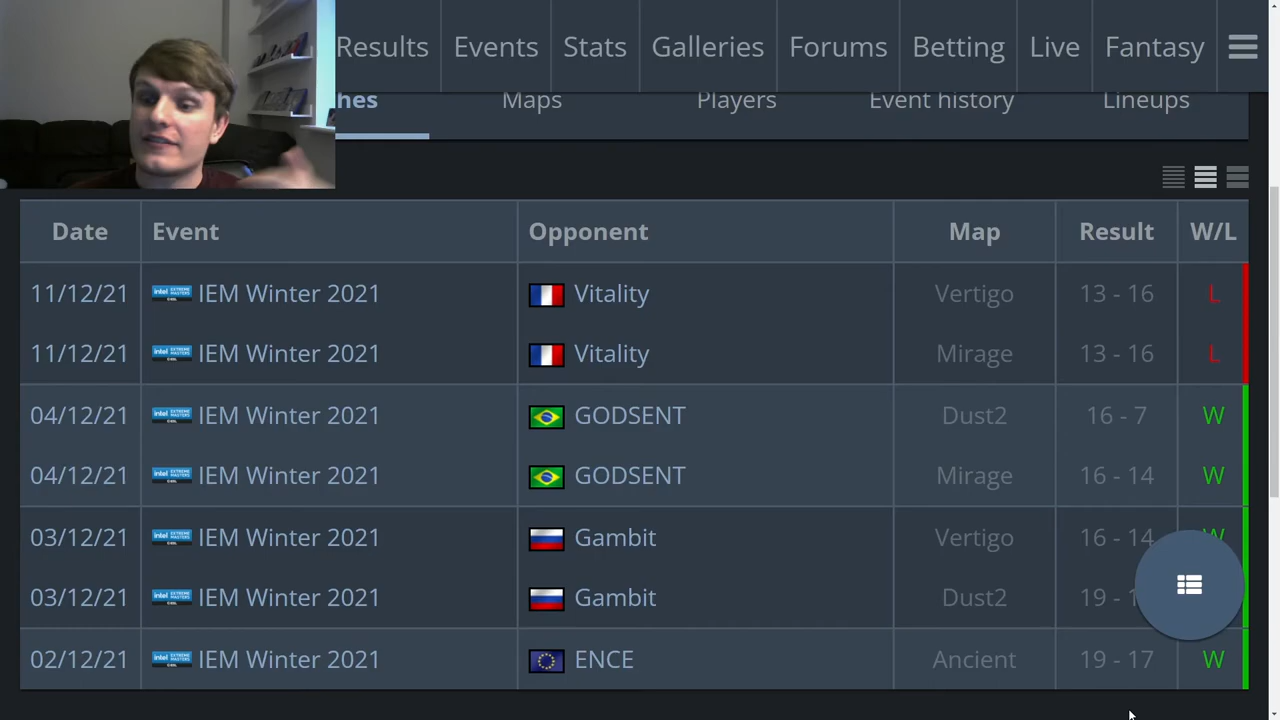 Results Events Stats Galleries Forums Betting Live Fantasy
hes Maps Players Event history Lineups
Date Event Opponent Map Result W/L
11/12/21 IEM Winter 2021 Vitality Vertigo 13 - 16 L
11/12/21 IEM Winter 2021 Vitality Mirage 13 - 16 L
04/12/21 IEM Winter 2021 GODSENT Dust2 16 - 7 W
04/12/21 IEM Winter 2021 GODSENT Mirage 16 - 14 W
03/12/21 IEM Winter 2021 Gambit Vertigo 16 - 14 W
03/12/21 IEM Winter 2021 Gambit Dust2 19 -
02/12/21 IEM Winter 2021 ENCE Ancient 19 - 17 W